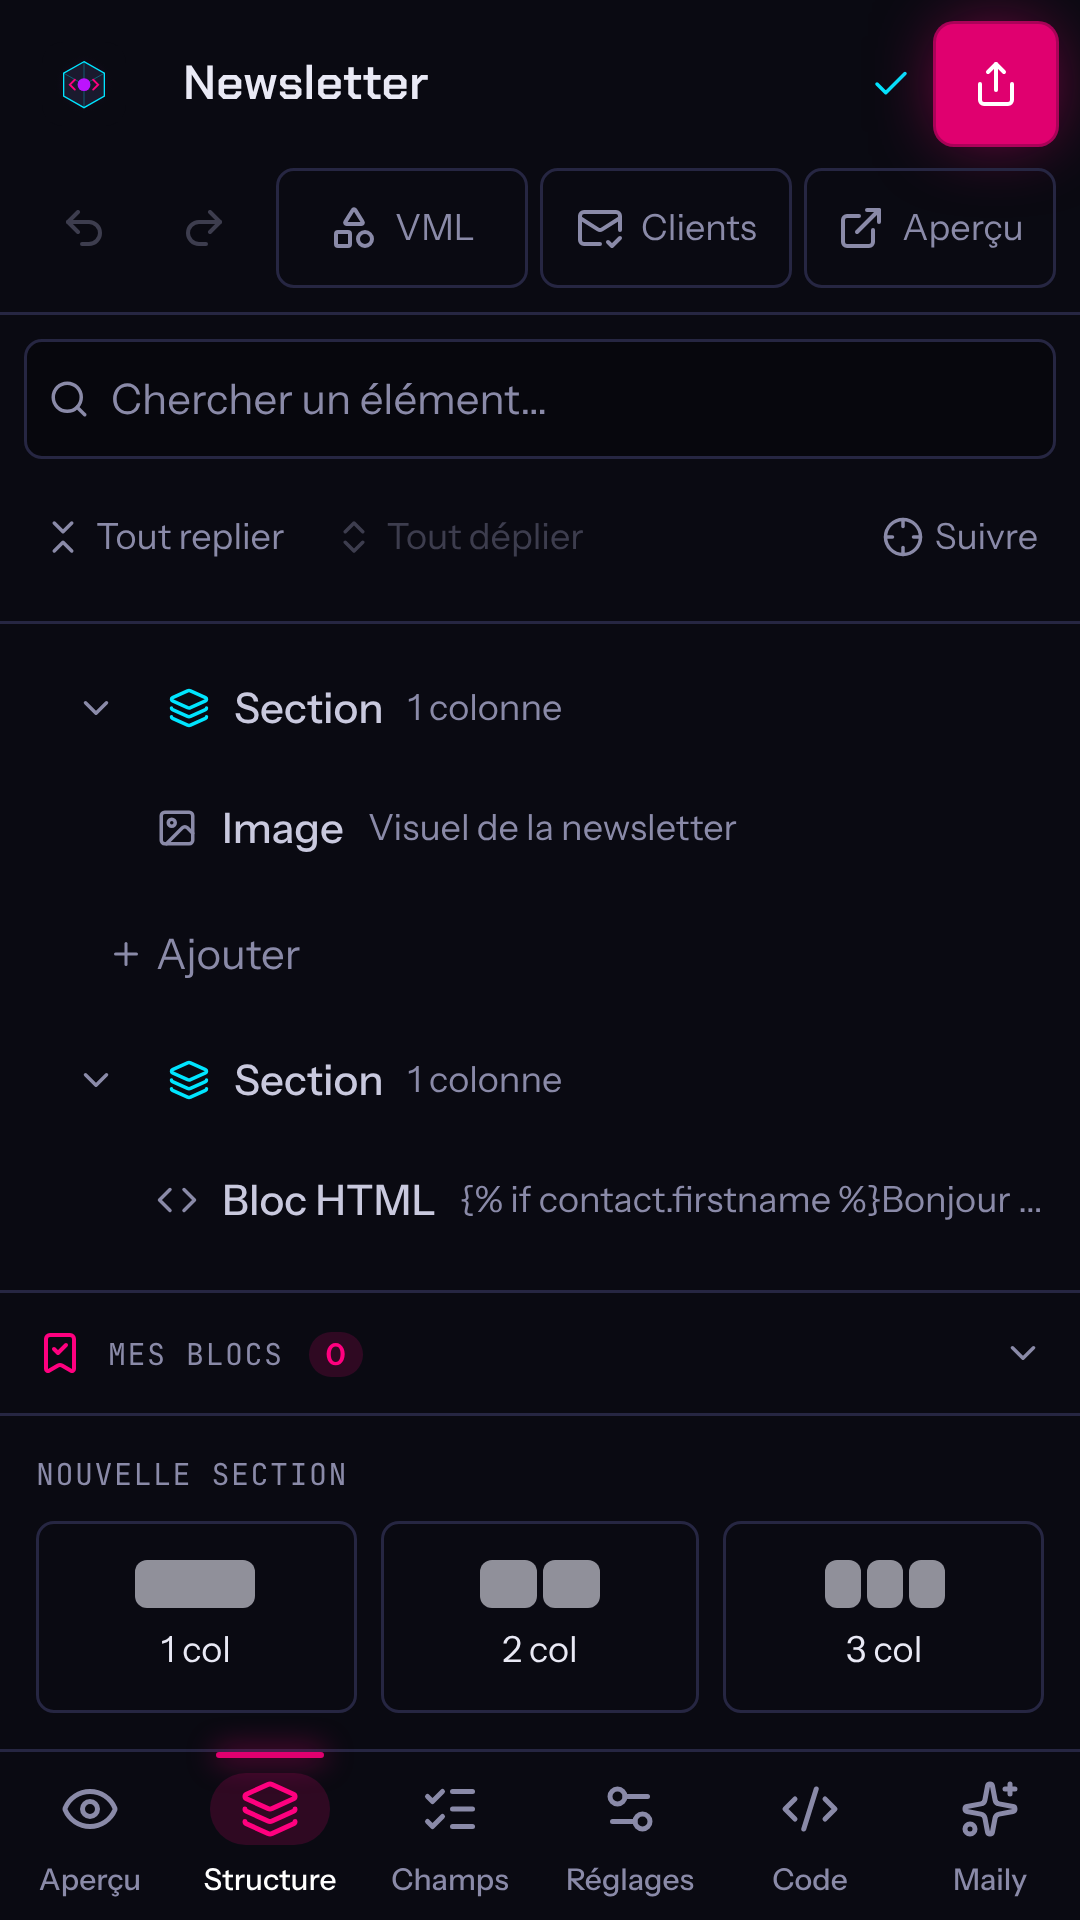 Newsletter
VML
Clients
Aperçu
Chercher un élément...
Tout replier
Tout déplier
Suivre
Section 1 colonne
Image Visuel de la newsletter
+ Ajouter
Section 1 colonne
Bloc HTML {% if contact.firstname %}Bonjour ...
MES BLOCS 0
NOUVELLE SECTION
1 col
2 col
3 col
Aperçu
Structure
Champs
Réglages
Code
Maily